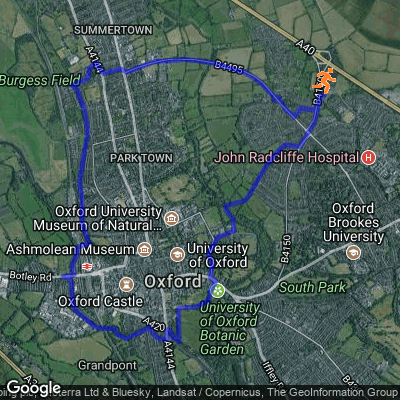 SUMMERTOWN
A4144
A40
Burgess Field
B4495
PARK TOWN
John Radcliffe Hospital
H
Oxford University
Museum of Natural...
Oxford
Brookes
University
Ashmolean Museum
University
of Oxford
B4150
Botley Rd
Oxford
Oxford Castle
South Park
University
of Oxford
Botanic
Garden
A420
A4144
Grandpont
Iffley
Google
Terra Ltd & Bluesky, Landsat / Copernicus, The GeoInformation Group